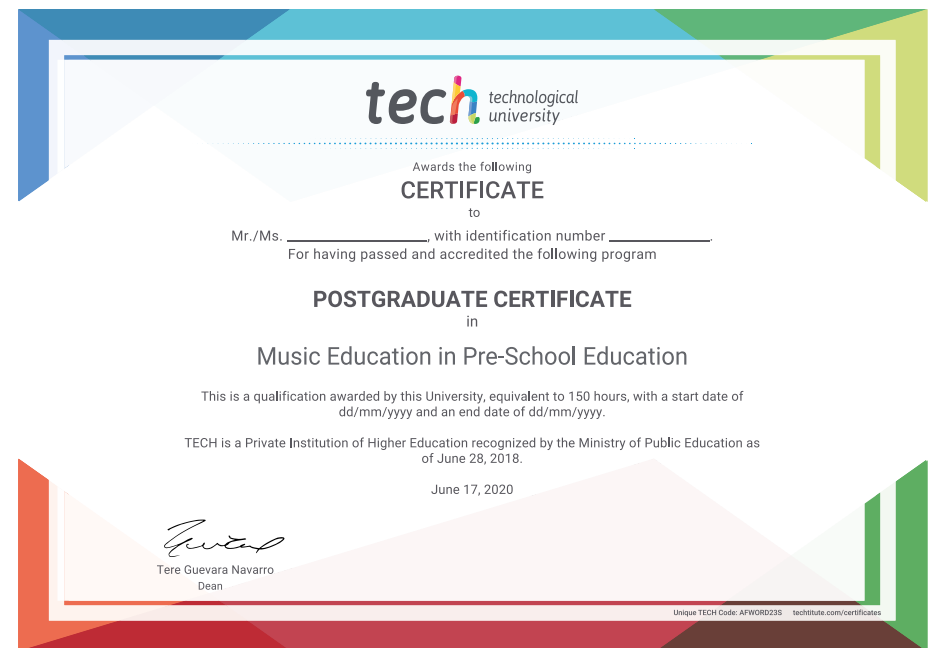 tech technological
university
Awards the following
CERTIFICATE
to
Mr./Ms. ____________________, with identification number ______________.
For having passed and accredited the following program
POSTGRADUATE CERTIFICATE
in
Music Education in Pre-School Education
This is a qualification awarded by this University, equivalent to 150 hours, with a start date of
dd/mm/yyyy and an end date of dd/mm/yyyy.
TECH is a Private Institution of Higher Education recognized by the Ministry of Public Education as
of June 28, 2018.
June 17, 2020
Tere Guevara Navarro
Dean
Unique TECH Code: AFWORD23S techtitute.com/certificates